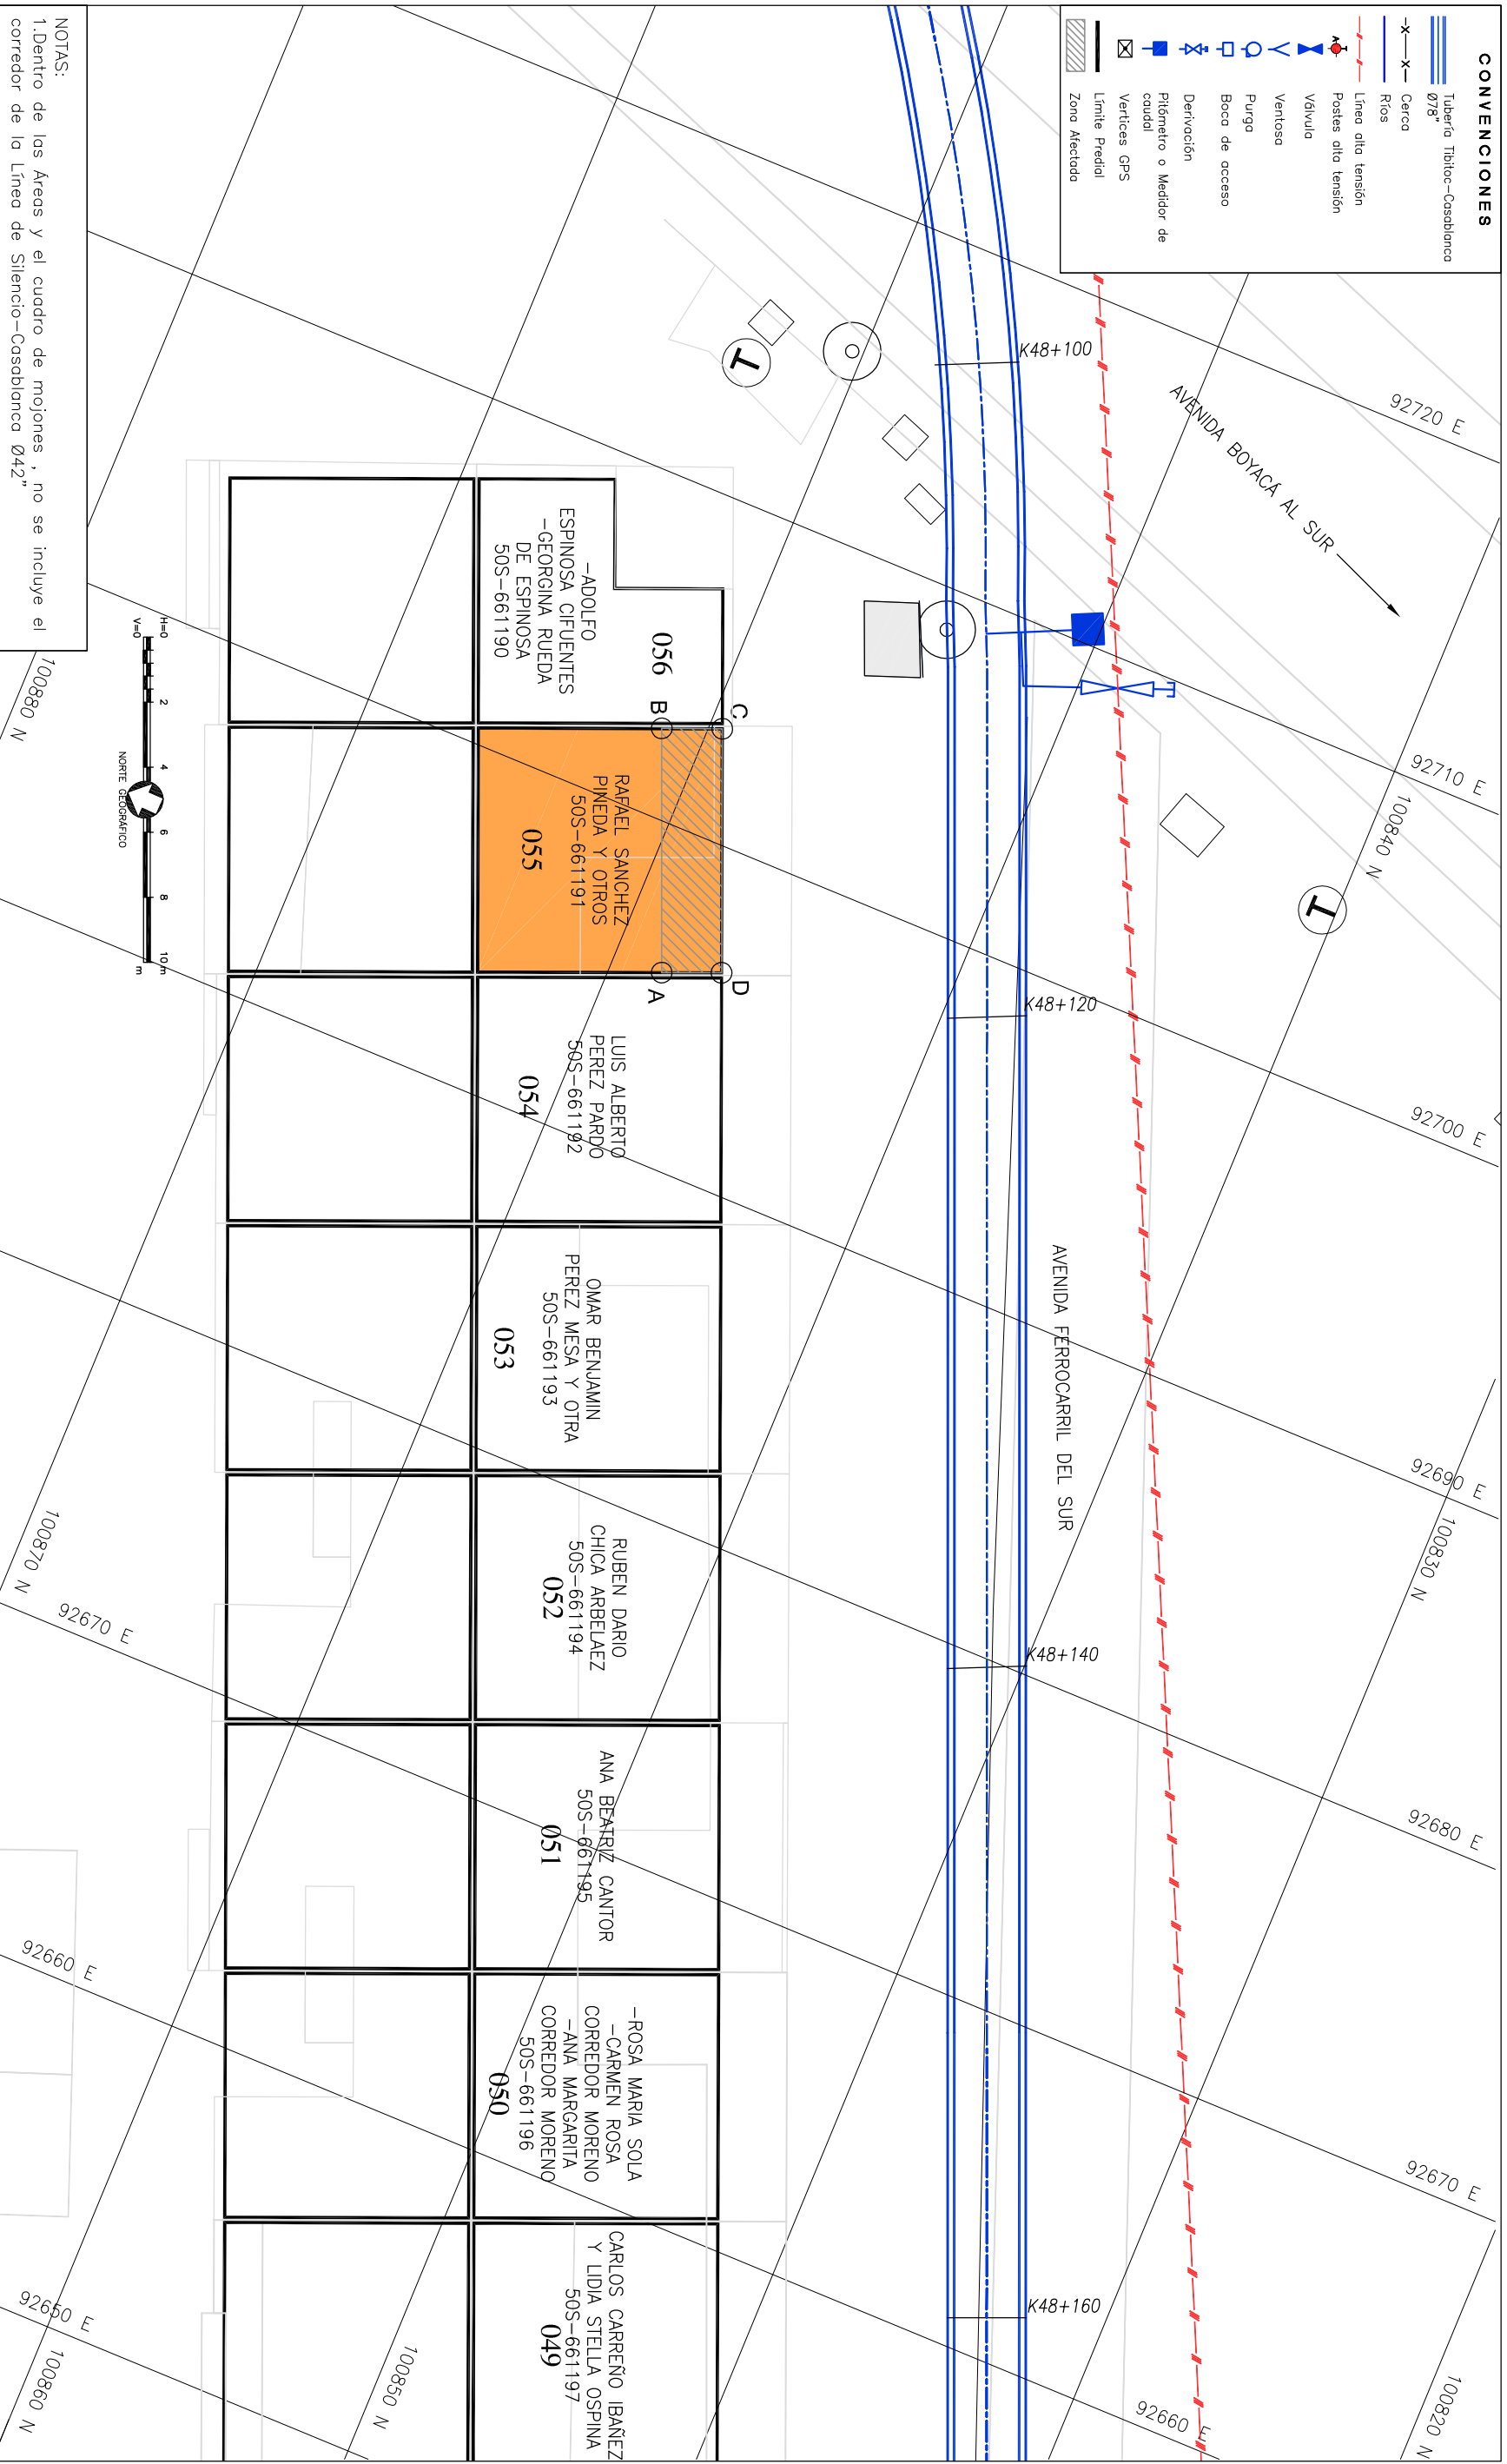 CONVENCIONES
Tubería Tibitoc-Casablanca
Ø78"
Cerca
Ríos
Línea alta tensión
Postes alta tensión
Válvula
Ventosa
Purga
Boca de acceso
Derivación
Pitómetro o Medidor de
caudal
Vertices GPS
Límite Predial
Zona Afectada
92720 E
92710 E
92700 E
92690 E
92680 E
92670 E
92660 E
100840 N
100830 N
100820 N
AVENIDA BOYACÁ AL SUR
AVENIDA FERROCARRIL DEL SUR
K48+100
K48+120
K48+140
K48+160
T
T
056
-ADOLFO
ESPINOSA CIFUENTES
-GEORGINA RUEDA
DE ESPINOSA
50S-661190
C
B
D
A
RAFAEL SANCHEZ
PINEDA Y OTROS
50S-661191
055
LUIS ALBERTO
PEREZ PARDO
50S-661192
054
OMAR BENJAMIN
PEREZ MESA Y OTRA
50S-661193
053
RUBEN DARIO
CHICA ARBELAEZ
50S-661194
052
ANA BEATRIZ CANTOR
50S-661195
051
-ROSA MARIA SOLA
-CARMEN ROSA
CORREDOR MORENO
-ANA MARGARITA
CORREDOR MORENO
50S-661196
050
CARLOS CARREÑO IBAÑEZ
Y LIDIA STELLA OSPINA
50S-661197
049
H=0 2 4 6 8 10 m
V=0 m
NORTE GEOGRÁFICO
100880 N
100870 N
100860 N
100850 N
92670 E
92660 E
92650 E
NOTAS:
1.Dentro de las Áreas y el cuadro de mojones , no se incluye el
corredor de la Línea de Silencio-Casablanca Ø42"